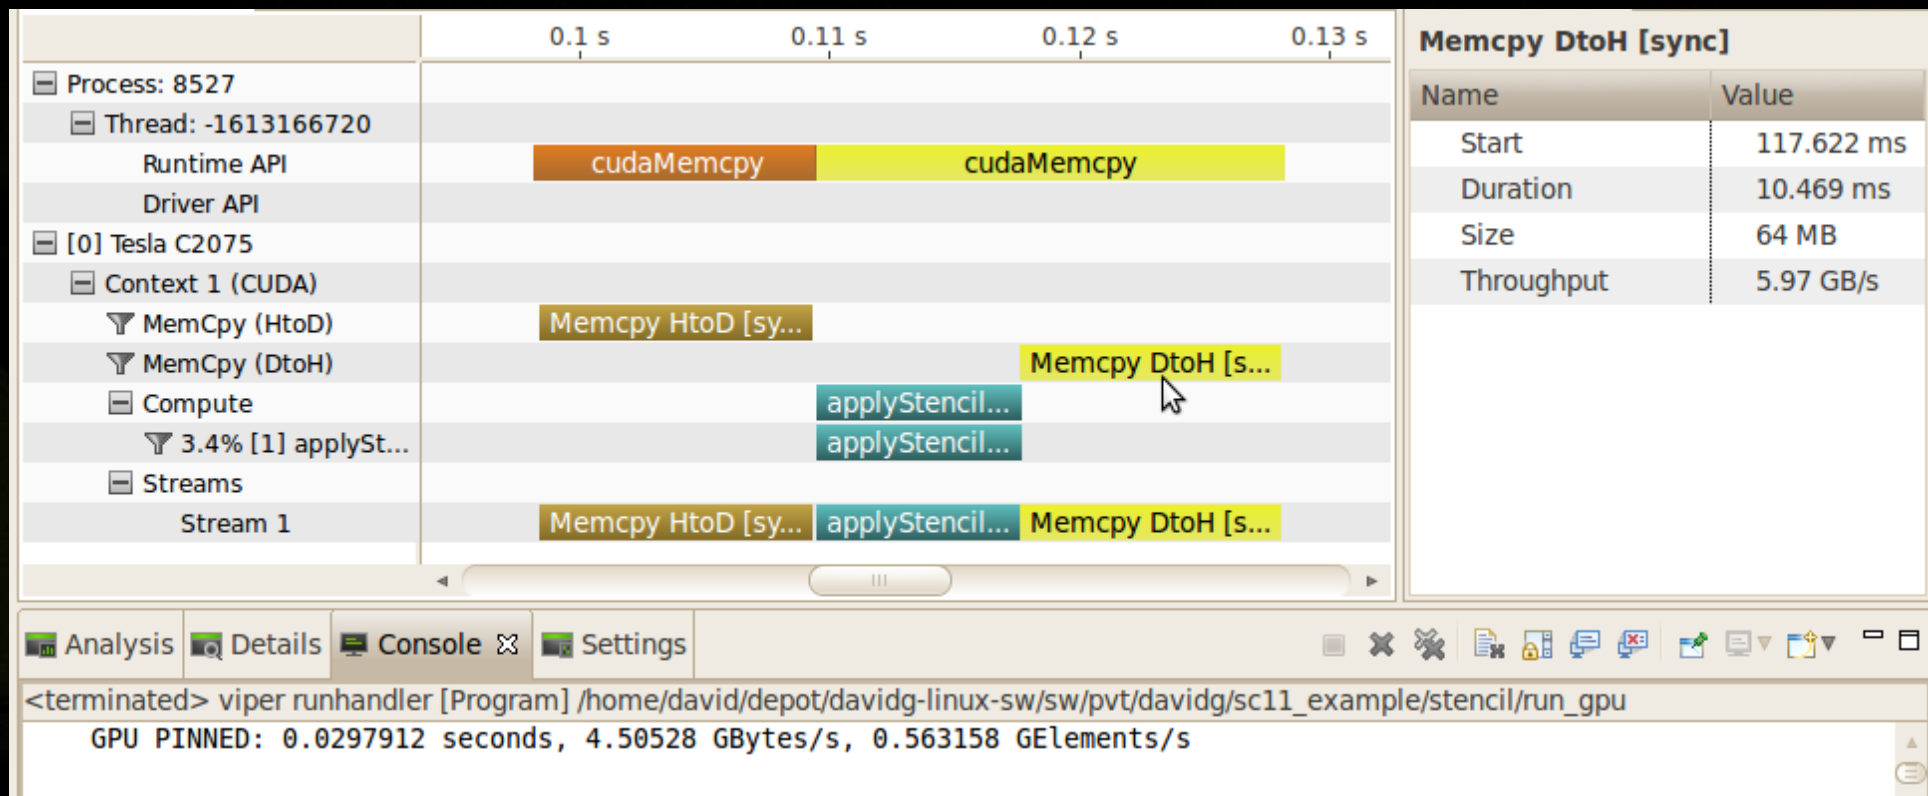 0.1 s 0.11 s 0.12 s 0.13 s
Process: 8527
Thread: -1613166720
Runtime API cudaMemcpy cudaMemcpy
Driver API
[0] Tesla C2075
Context 1 (CUDA)
MemCpy (HtoD) Memcpy HtoD [sy...
MemCpy (DtoH) Memcpy DtoH [s...
Compute applyStencil...
3.4% [1] applySt... applyStencil...
Streams
Stream 1 Memcpy HtoD [sy... applyStencil... Memcpy DtoH [s...
Memcpy DtoH [sync]
Name Value
Start 117.622 ms
Duration 10.469 ms
Size 64 MB
Throughput 5.97 GB/s
Analysis Details Console Settings
<terminated> viper runhandler [Program] /home/david/depot/davidg-linux-sw/sw/pvt/davidg/sc11_example/stencil/run_gpu
GPU PINNED: 0.0297912 seconds, 4.50528 GBytes/s, 0.563158 GElements/s